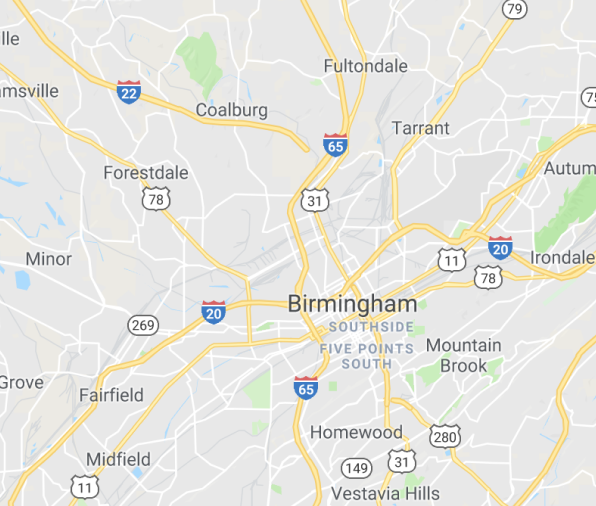 79
lle
Fultondale
amsville
22
75
Coalburg
Tarrant
65
Forestdale
Autum
78
31
Minor
20
11
Irondale
78
Birmingham
20
269
SOUTHSIDE
FIVE POINTS
SOUTH
Mountain
Brook
Grove
65
Fairfield
Homewood
280
Midfield
149
31
11
Vestavia Hills